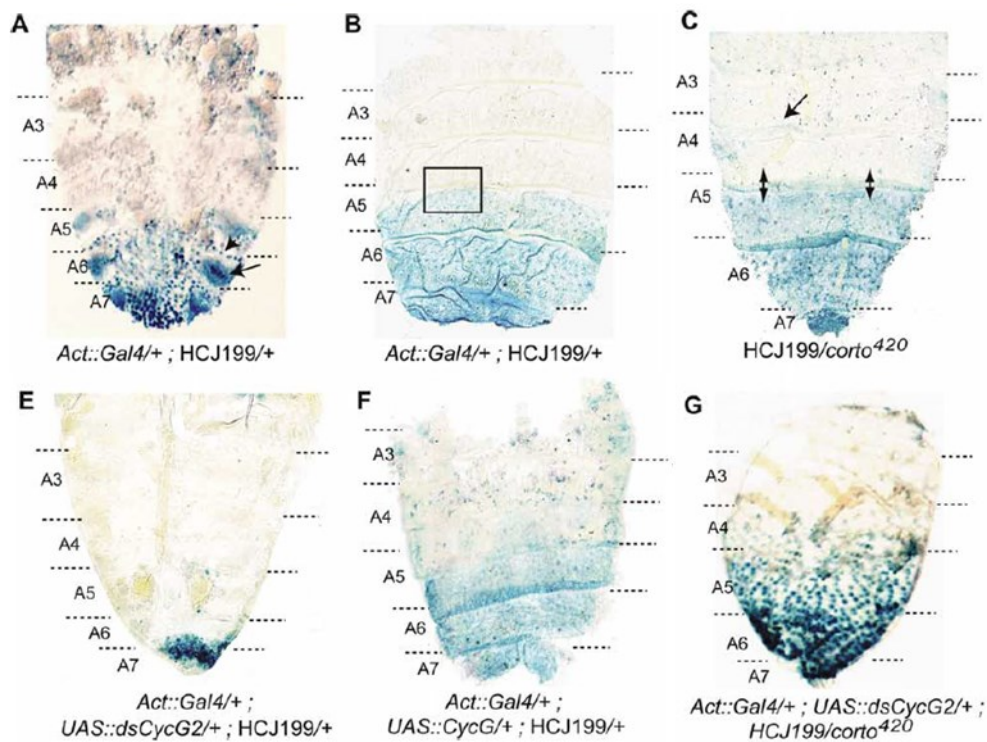 A
A3
A4
A5
A6
A7
Act::Gal4/+ ; HCJ199/+
B
A3
A4
A5
A6
A7
Act::Gal4/+ ; HCJ199/+
C
A3
A4
A5
A6
A7
HCJ199/corto420
E
A3
A4
A5
A6
A7
Act::Gal4/+ ;
UAS::dsCycG2/+ ; HCJ199/+
F
A3
A4
A5
A6
A7
Act::Gal4/+ ;
UAS::CycG/+ ; HCJ199/+
G
A3
A4
A5
A6
A7
Act::Gal4/+ ; UAS::dsCycG2/+ ;
HCJ199/corto420